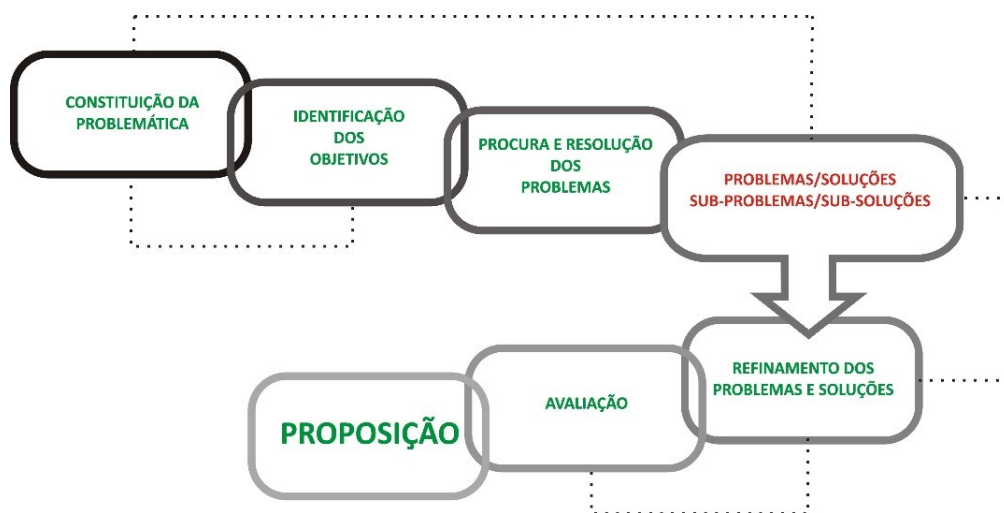 CONSTITUIÇÃO DA
PROBLEMÁTICA
IDENTIFICAÇÃO
DOS
OBJETIVOS
PROCURA E RESOLUÇÃO
DOS
PROBLEMAS
PROBLEMAS/SOLUÇÕES
SUB-PROBLEMAS/SUB-SOLUÇÕES
REFINAMENTO DOS
PROBLEMAS E SOLUÇÕES
AVALIAÇÃO
PROPOSIÇÃO